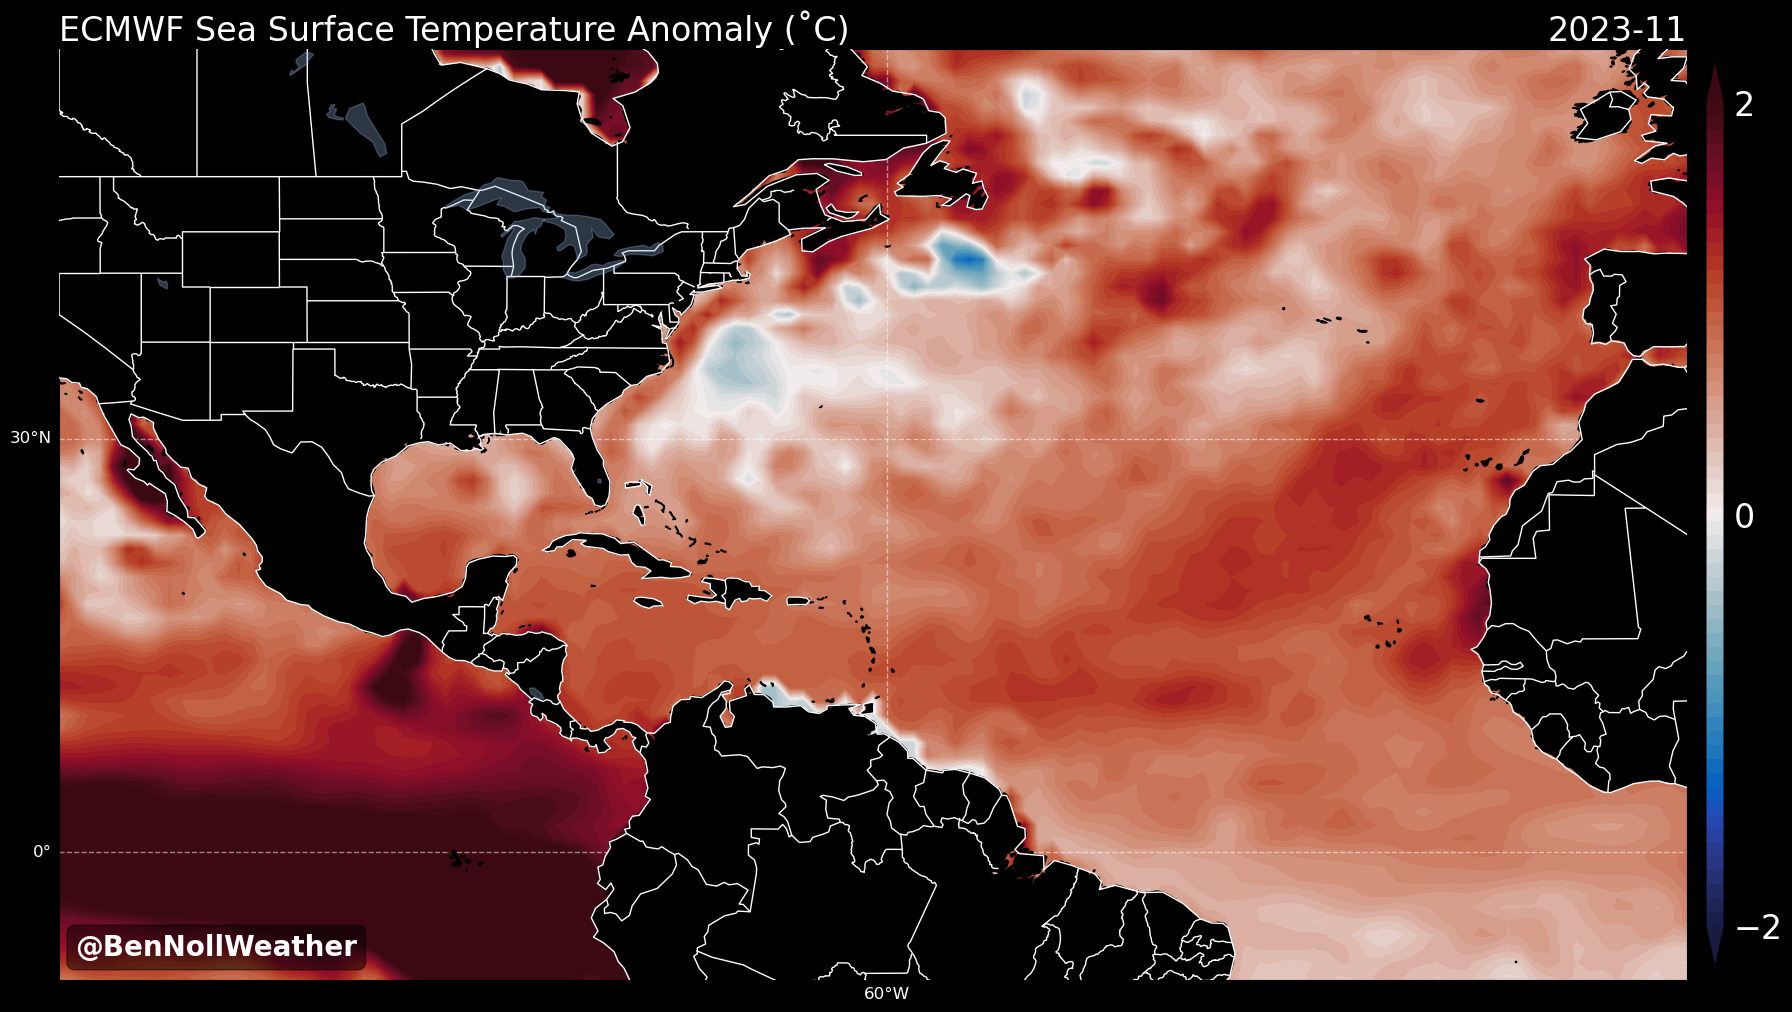 ECMWF Sea Surface Temperature Anomaly (˚C)
2023-11
2
30°N
0
0°
−2
@BenNollWeather
60°W